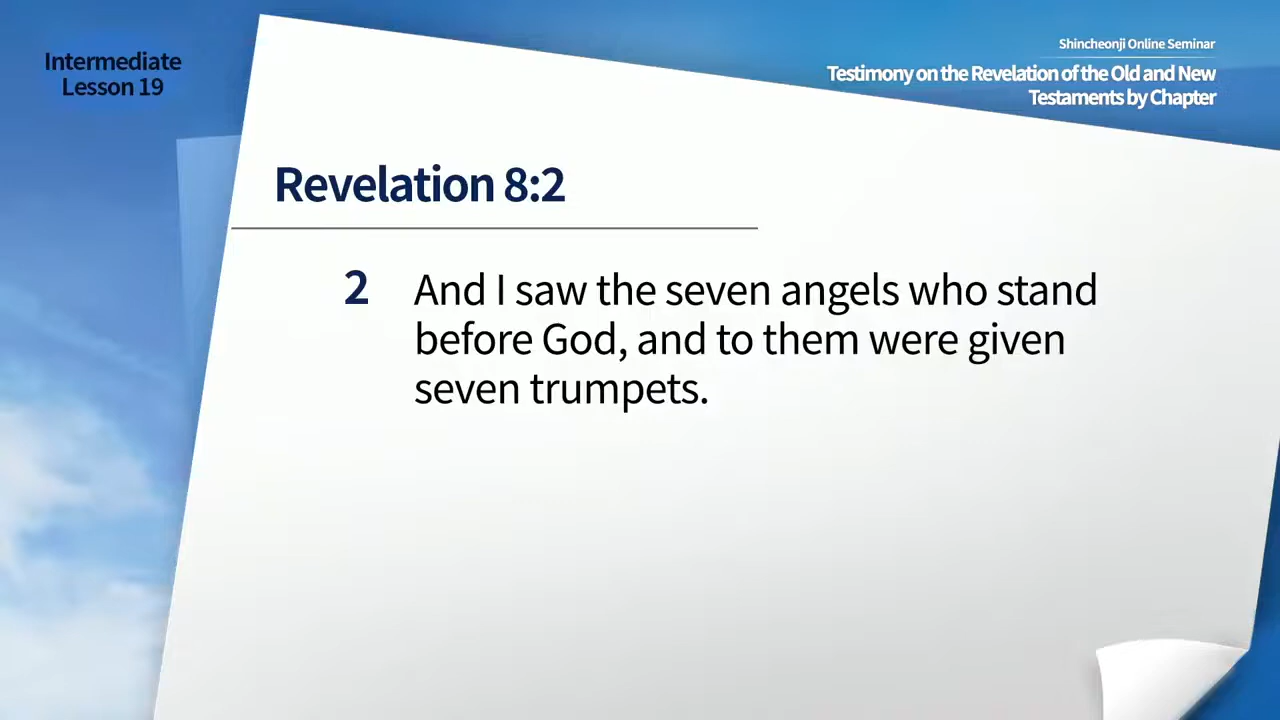 Intermediate
Lesson 19
Shincheonji Online Seminar
Testimony on the Revelation of the Old and New
Testaments by Chapter
Revelation 8:2
2 And I saw the seven angels who stand
before God, and to them were given
seven trumpets.